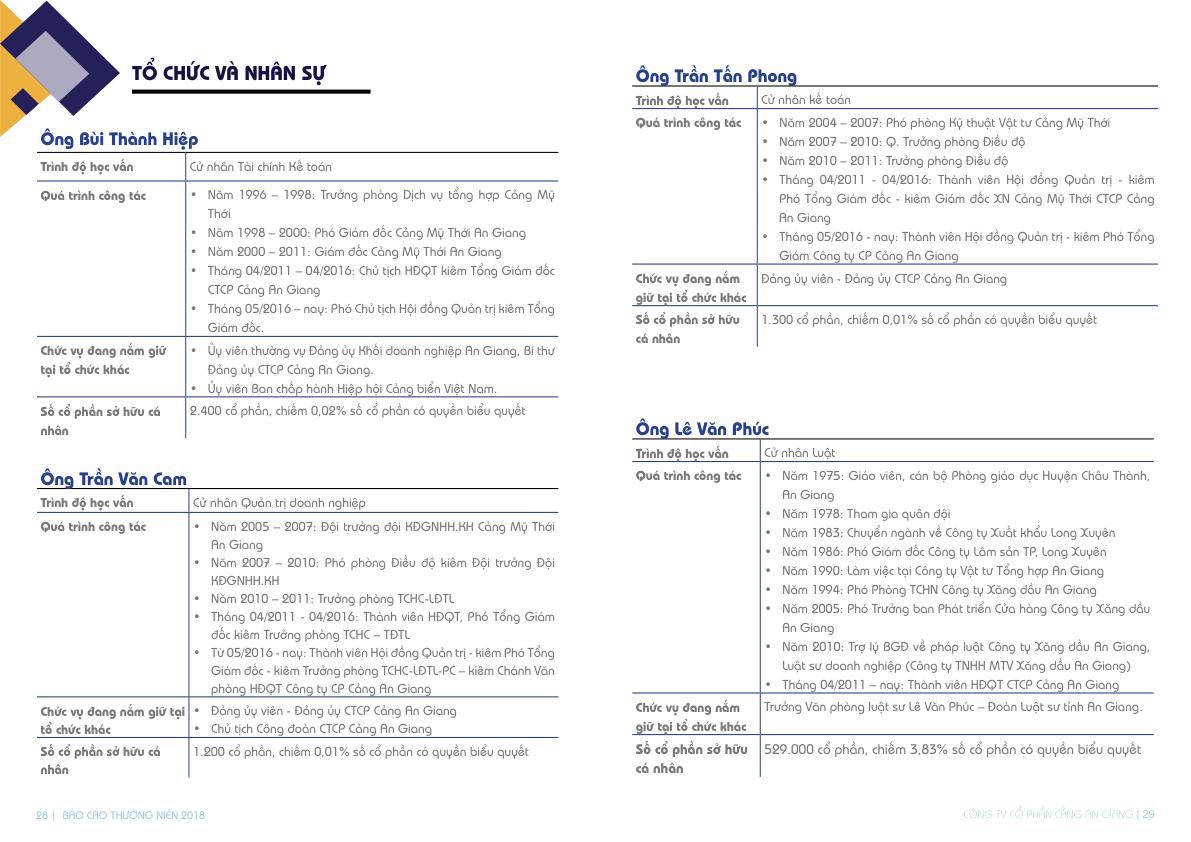 TỔ CHỨC VÀ NHÂN SỰ
Ông Bùi Thành Hiệp
Trình độ học vấn
Cử nhân Tài chính Kế toán
Quá trình công tác
• Năm 1996 – 1998: Trưởng phòng Dịch vụ tổng hợp Cảng Mỹ
Thới
• Năm 1998 – 2000: Phó Giám đốc Cảng Mỹ Thới An Giang
• Năm 2000 – 2011: Giám đốc Cảng Mỹ Thới An Giang
• Tháng 04/2011 – 04/2016: Chủ tịch HĐQT kiêm Tổng Giám đốc
CTCP Cảng An Giang
• Tháng 05/2016 – nay: Phó Chủ tịch Hội đồng Quản trị kiêm Tổng
Giám đốc.
Chức vụ đang nắm giữ
tại tổ chức khác
• Ủy viên thường vụ Đảng ủy Khối doanh nghiệp An Giang, Bí thư
Đảng ủy CTCP Cảng An Giang.
• Ủy viên Ban chấp hành Hiệp hội Cảng biển Việt Nam.
Số cổ phần sở hữu cá
nhân
2.400 cổ phần, chiếm 0,02% số cổ phần có quyền biểu quyết
Ông Trần Văn Cam
Trình độ học vấn
Cử nhân Quản trị doanh nghiệp
Quá trình công tác
• Năm 2005 – 2007: Đội trưởng đội KĐGNHH.KH Cảng Mỹ Thới
An Giang
• Năm 2007 – 2010: Phó phòng Điều độ kiêm Đội trưởng Đội
KĐGNHH.KH
• Năm 2010 – 2011: Trưởng phòng TCHC-LĐTL
• Tháng 04/2011 - 04/2016: Thành viên HĐQT, Phó Tổng Giám
đốc kiêm Trưởng phòng TCHC – TĐTL
• Từ 05/2016 - nay: Thành viên Hội đồng Quản trị - kiêm Phó Tổng
Giám đốc - kiêm Trưởng phòng TCHC-LĐTL-PC – kiêm Chánh Văn
phòng HĐQT Công ty CP Cảng An Giang
Chức vụ đang nắm giữ tại
tổ chức khác
• Đảng ủy viên - Đảng ủy CTCP Cảng An Giang
• Chủ tịch Công đoàn CTCP Cảng An Giang
Số cổ phần sở hữu cá
nhân
1.200 cổ phần, chiếm 0,01% số cổ phần có quyền biểu quyết
28 | BÁO CÁO THƯỜNG NIÊN 2018
Ông Trần Tấn Phong
Trình độ học vấn
Cử nhân kế toán
Quá trình công tác
• Năm 2004 – 2007: Phó phòng Kỹ thuật Vật tư Cảng Mỹ Thới
• Năm 2007 – 2010: Q. Trưởng phòng Điều độ
• Năm 2010 – 2011: Trưởng phòng Điều độ
• Tháng 04/2011 - 04/2016: Thành viên Hội đồng Quản trị - kiêm
Phó Tổng Giám đốc - kiêm Giám đốc XN Cảng Mỹ Thới CTCP Cảng
An Giang
• Tháng 05/2016 - nay: Thành viên Hội đồng Quản trị - kiêm Phó Tổng
Giám Công ty CP Cảng An Giang
Chức vụ đang nắm
giữ tại tổ chức khác
Đảng ủy viên - Đảng ủy CTCP Cảng An Giang
Số cổ phần sở hữu
cá nhân
1.300 cổ phần, chiếm 0,01% số cổ phần có quyền biểu quyết
Ông Lê Văn Phúc
Trình độ học vấn
Cử nhân Luật
Quá trình công tác
• Năm 1975: Giáo viên, cán bộ Phòng giáo dục Huyện Châu Thành,
An Giang
• Năm 1978: Tham gia quân đội
• Năm 1983: Chuyển ngành về Công ty Xuất khẩu Long Xuyên
• Năm 1986: Phó Giám đốc Công ty Lâm sản TP, Long Xuyên
• Năm 1990: Làm việc tại Công ty Vật tư Tổng hợp An Giang
• Năm 1994: Phó Phòng TCHN Công ty Xăng dầu An Giang
• Năm 2005: Phó Trưởng ban Phát triển Cửa hàng Công ty Xăng dầu
An Giang
• Năm 2010: Trợ lý BGĐ về pháp luật Công ty Xăng dầu An Giang,
Luật sư doanh nghiệp (Công ty TNHH MTV Xăng dầu An Giang)
• Tháng 04/2011 – nay: Thành viên HĐQT CTCP Cảng An Giang
Chức vụ đang nắm
giữ tại tổ chức khác
Trưởng Văn phòng luật sư Lê Văn Phúc – Đoàn Luật sư tỉnh An Giang.
Số cổ phần sở hữu
cá nhân
529.000 cổ phần, chiếm 3,83% số cổ phần có quyền biểu quyết
CÔNG TY CỔ PHẦN CẢNG AN GIANG | 29